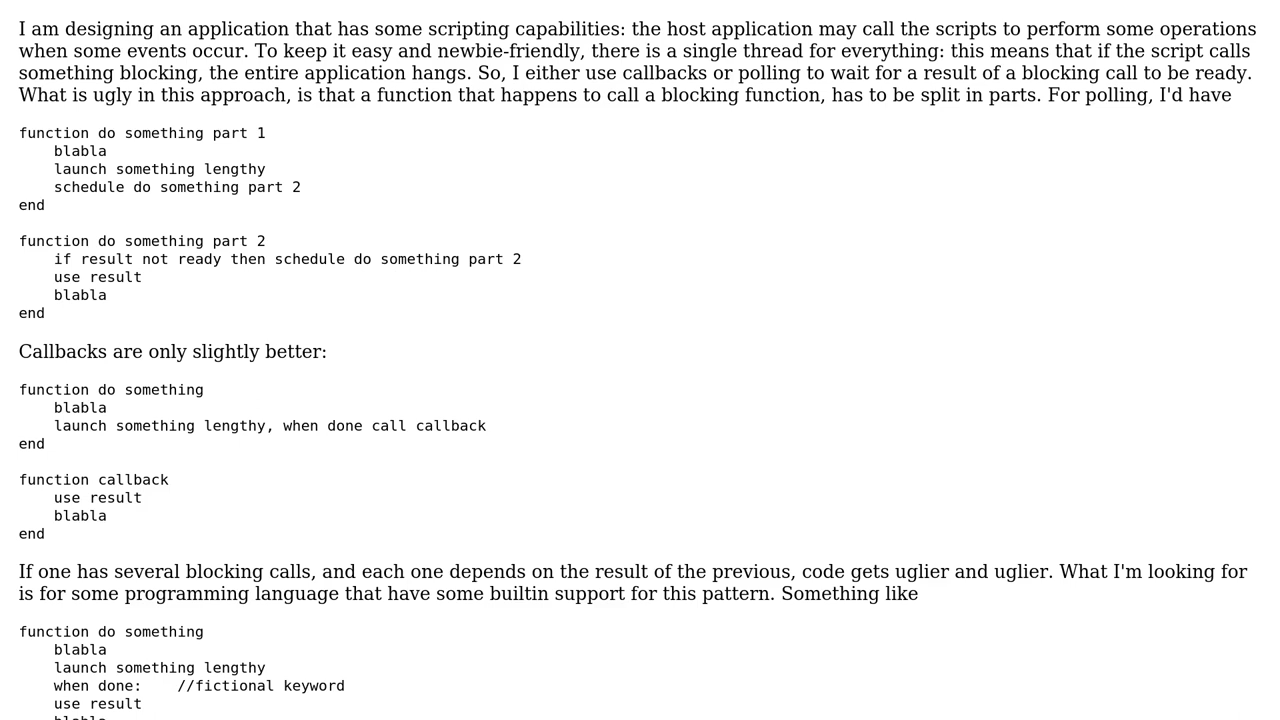 I am designing an application that has some scripting capabilities: the host application may call the scripts to perform some operations
when some events occur. To keep it easy and newbie-friendly, there is a single thread for everything: this means that if the script calls
something blocking, the entire application hangs. So, I either use callbacks or polling to wait for a result of a blocking call to be ready.
What is ugly in this approach, is that a function that happens to call a blocking function, has to be split in parts. For polling, I'd have
function do something part 1
    blabla
    launch something lengthy
    schedule do something part 2
end
function do something part 2
    if result not ready then schedule do something part 2
    use result
    blabla
end
Callbacks are only slightly better:
function do something
    blabla
    launch something lengthy, when done call callback
end
function callback
    use result
    blabla
end
If one has several blocking calls, and each one depends on the result of the previous, code gets uglier and uglier. What I'm looking for
is for some programming language that have some builtin support for this pattern. Something like
function do something
    blabla
    launch something lengthy
    when done:    //fictional keyword
    use result